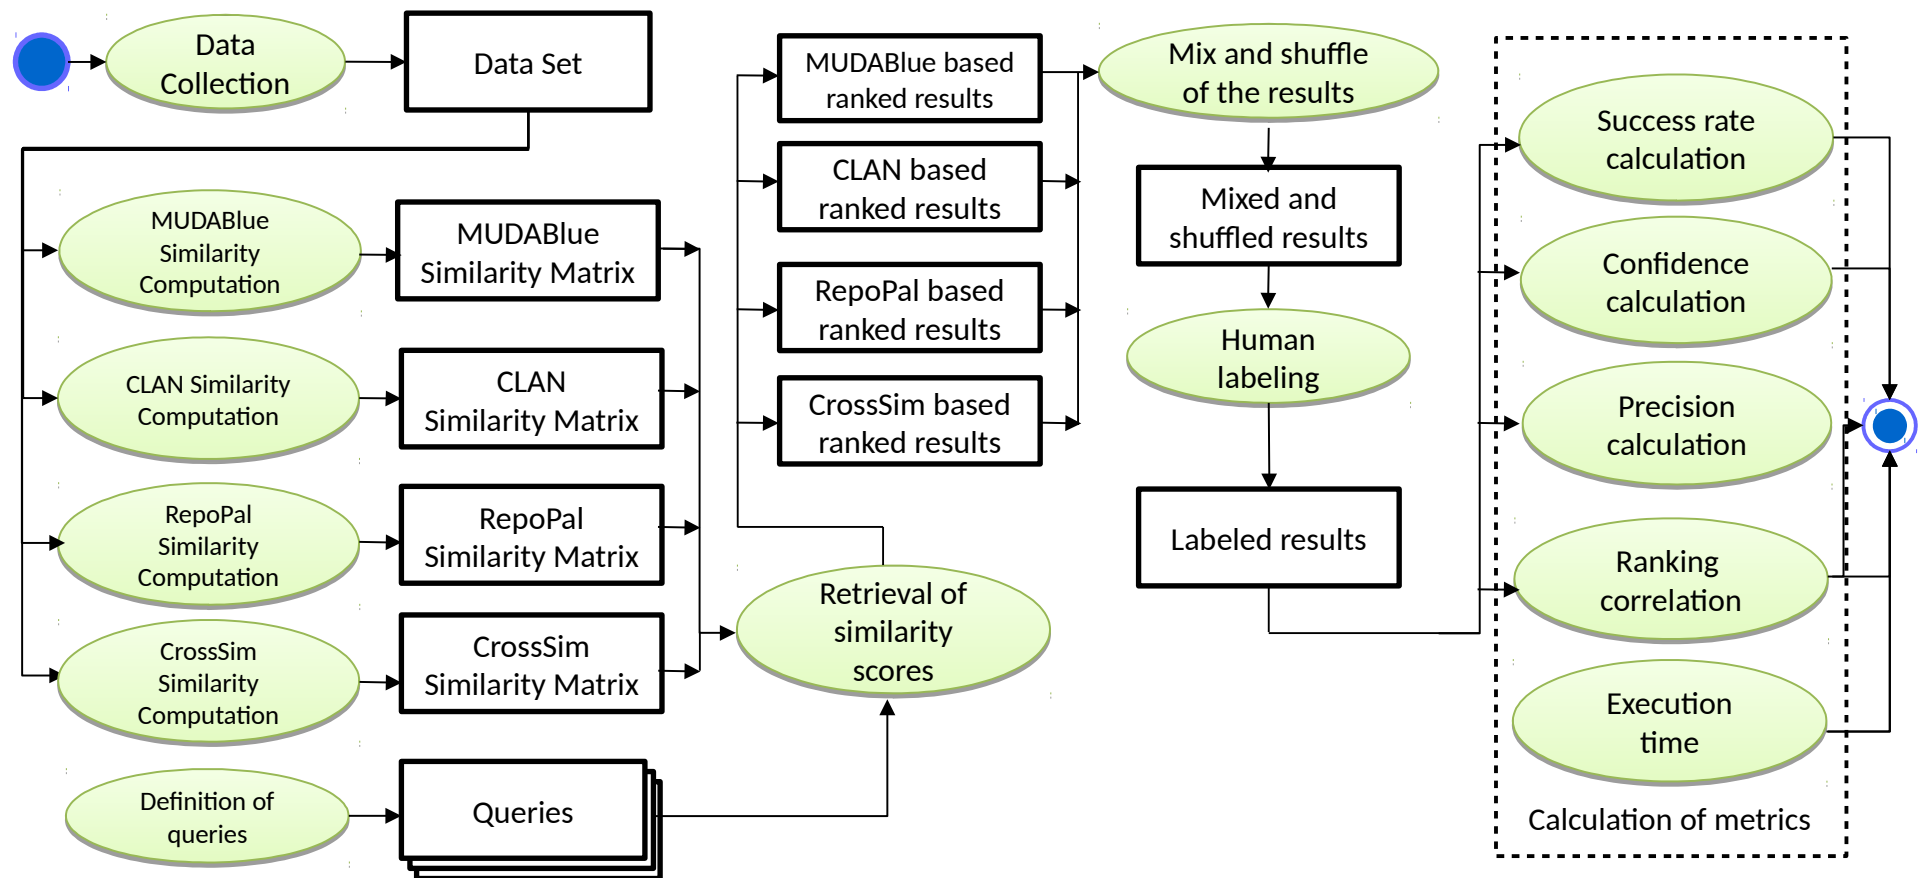 Data
Collection
Data Set
MUDABlue
Similarity
Computation
MUDABlue
Similarity Matrix
CLAN Similarity
Computation
CLAN
Similarity Matrix
RepoPal
Similarity
Computation
RepoPal
Similarity Matrix
CrossSim
Similarity
Computation
CrossSim
Similarity Matrix
Definition of
queries
Queries
MUDABlue based
ranked results
CLAN based
ranked results
RepoPal based
ranked results
CrossSim based
ranked results
Retrieval of
similarity
scores
Mix and shuffle
of the results
Mixed and
shuffled results
Human
labeling
Labeled results
Success rate
calculation
Confidence
calculation
Precision
calculation
Ranking
correlation
Execution
time
Calculation of metrics